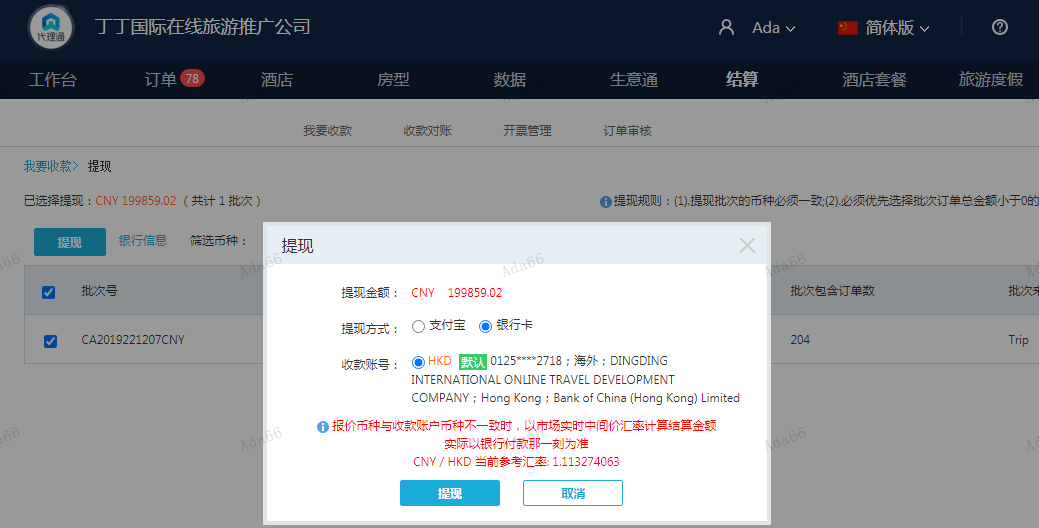 代理通
丁丁国际在线旅游推广公司
Ada
简体版
工作台
订单 78
酒店
房型
数据
生意通
结算
酒店套餐
旅游度假
我要收款
收款对账
开票管理
订单审核
我要收款> 提现
已选择提现：CNY 199859.02 （共计 1 批次）
提现规则：(1).提现批次的币种必须一致;(2).必须优先选择批次订单总金额小于0的
提现
银行信息
筛选币种：
批次号
批次包含订单数
批次来
CA2019221207CNY
204
Trip
提现
提现金额： CNY 199859.02
提现方式： 支付宝 银行卡
收款账号： HKD 默认 0125****2718；海外；DINGDING
INTERNATIONAL ONLINE TRAVEL DEVELOPMENT
COMPANY；Hong Kong；Bank of China (Hong Kong) Limited
报价币种与收款账户币种不一致时，以市场实时中间价汇率计算结算金额
实际以银行付款那一刻为准
CNY / HKD 当前参考汇率: 1.113274063
提现
取消
Ada66
Ada66
Ada66
Ada66